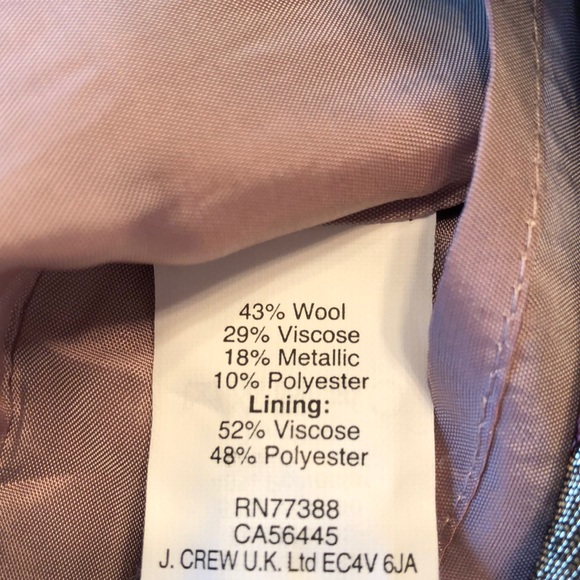 43% Wool
29% Viscose
18% Metallic
10% Polyester
Lining:
52% Viscose
48% Polyester
RN77388
CA56445
J. CREW U.K. Ltd EC4V 6JA